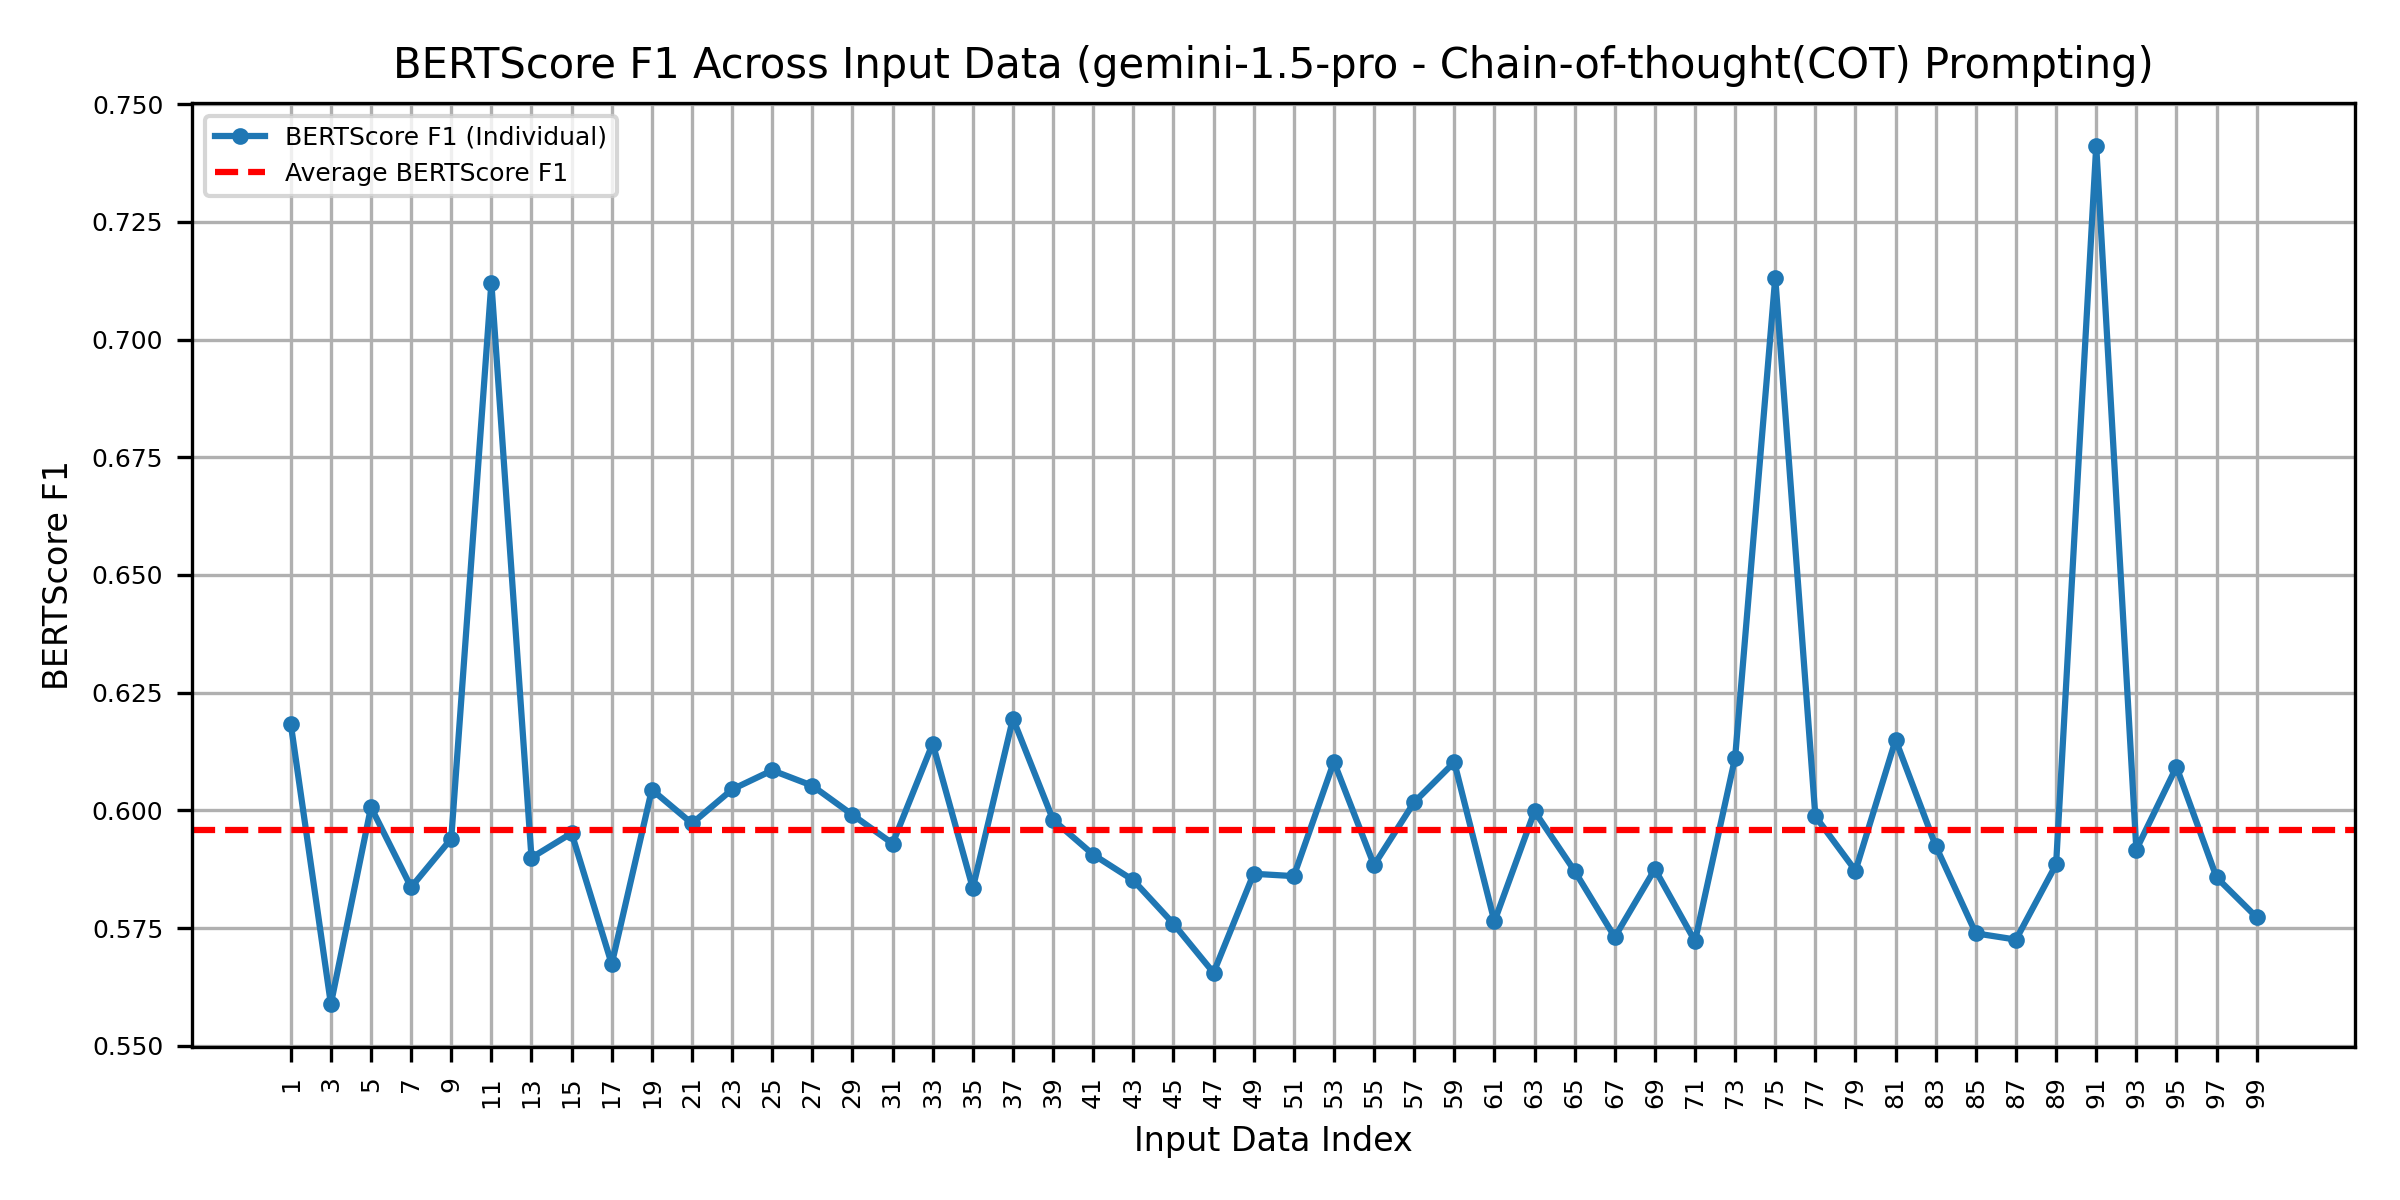 BERTScore F1 Across Input Data (gemini-1.5-pro - Chain-of-thought(COT) Prompting)
BERTScore F1 (Individual)
Average BERTScore F1
BERTScore F1
0.750
0.725
0.700
0.675
0.650
0.625
0.600
0.575
0.550
1 3 5 7 9 11 13 15 17 19 21 23 25 27 29 31 33 35 37 39 41 43 45 47 49 51 53 55 57 59 61 63 65 67 69 71 73 75 77 79 81 83 85 87 89 91 93 95 97 99
Input Data Index